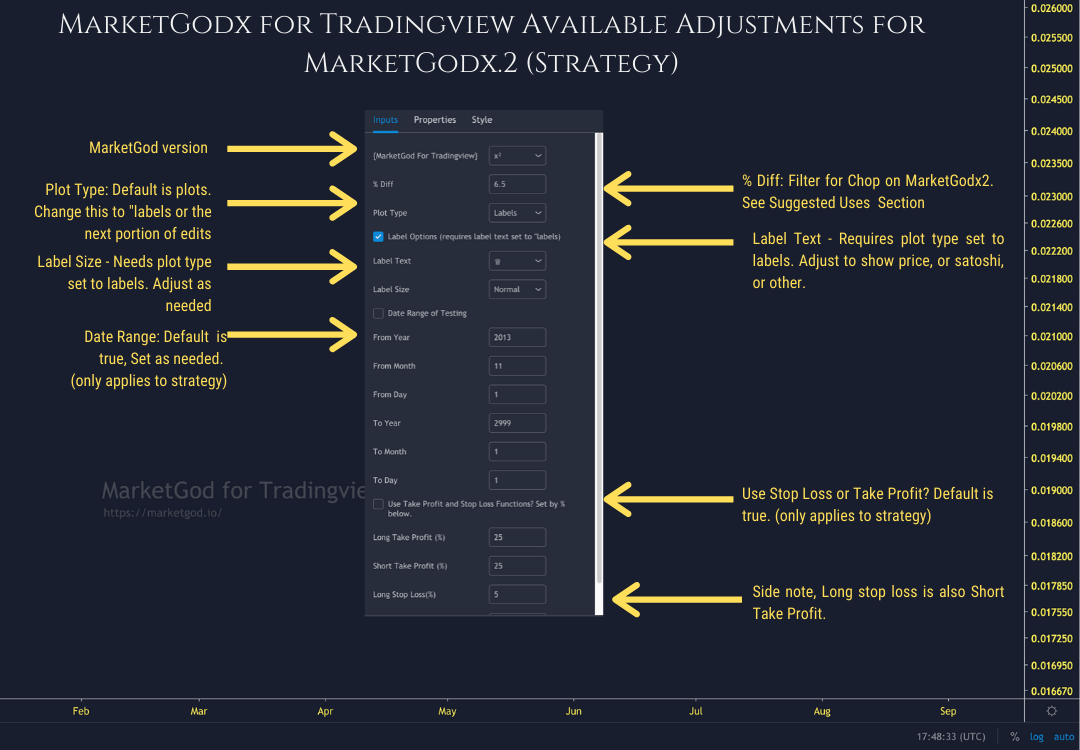 MarketGodx for Tradingview Available Adjustments for
MarketGodx.2 (Strategy)
Inputs Properties Style
MarketGod version
[MarketGod For Tradingview] x²
% Diff 6.5
Plot Type Labels
Label Options (requires label text set to "labels)
Label Text ♛
Label Size Normal
Date Range of Testing
From Year 2013
From Month 11
From Day 1
To Year 2999
To Month 1
To Day 1
Use Take Profit and Stop Loss Functions? Set by %
below.
Long Take Profit (%) 25
Short Take Profit (%) 25
Long Stop Loss(%) 5
Plot Type: Default is plots.
Change this to "labels or the
next portion of edits
Label Size - Needs plot type
set to labels. Adjust as
needed
Date Range: Default is
true, Set as needed.
(only applies to strategy)
% Diff: Filter for Chop on MarketGodx2.
See Suggested Uses Section
Label Text - Requires plot type set to
labels. Adjust to show price, or satoshi,
or other.
Use Stop Loss or Take Profit? Default is
true. (only applies to strategy)
Side note, Long stop loss is also Short
Take Profit.
MarketGod for Tradingvie
https://marketgod.io/
0.026000
0.025500
0.025000
0.024500
0.024000
0.023500
0.023000
0.022600
0.022200
0.021800
0.021400
0.021000
0.020600
0.020200
0.019800
0.019400
0.019000
0.018600
0.018200
0.017850
0.017550
0.017250
0.016950
0.016670
Feb Mar Apr May Jun Jul Aug Sep
17:48:33 (UTC) % log auto